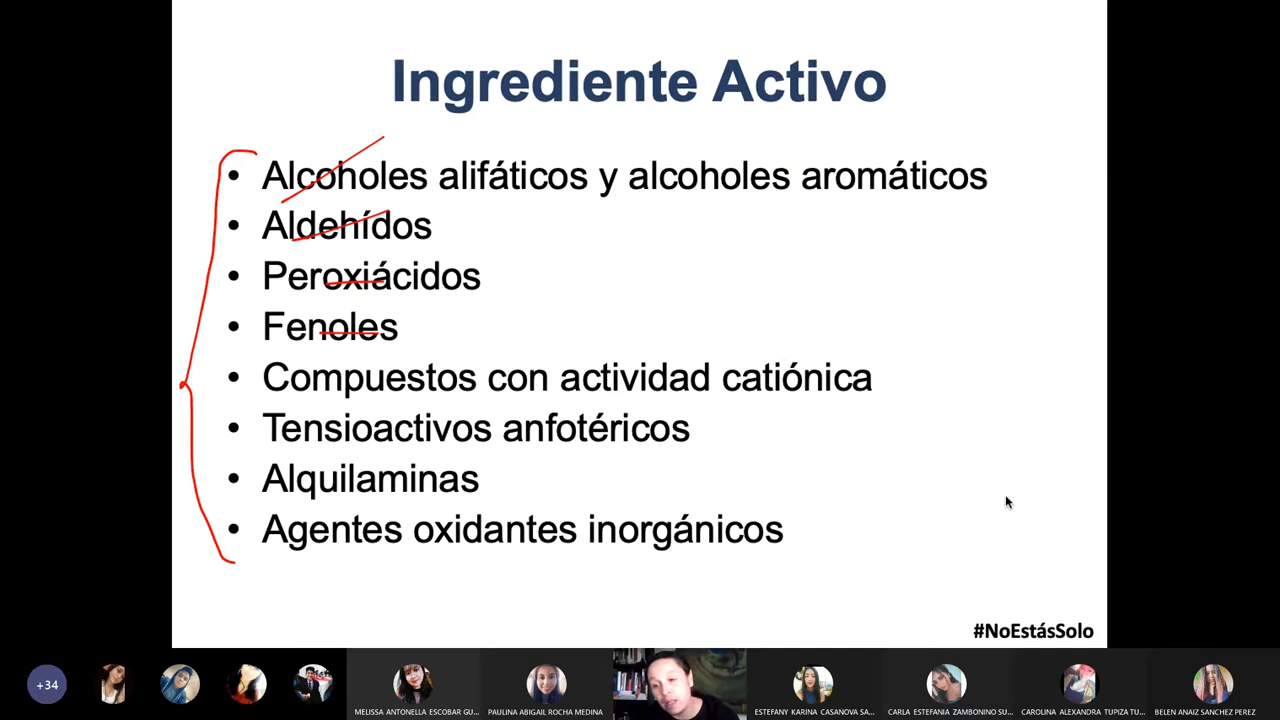 Ingrediente Activo
• Alcoholes alifáticos y alcoholes aromáticos
• Aldehídos
• Peroxiácidos
• Fenoles
• Compuestos con actividad catiónica
• Tensioactivos anfotéricos
• Alquilaminas
• Agentes oxidantes inorgánicos
#NoEstásSolo
+34
MELISSA ANTONELLA ESCOBAR GU...
PAULINA ABIGAIL ROCHA MEDINA
ESTEFANY KARINA CASANOVA SA...
CARLA ESTEFANIA ZAMBONINO SU...
CAROLINA ALEXANDRA TUPIZA TU...
BELEN ANAIZ SANCHEZ PEREZ